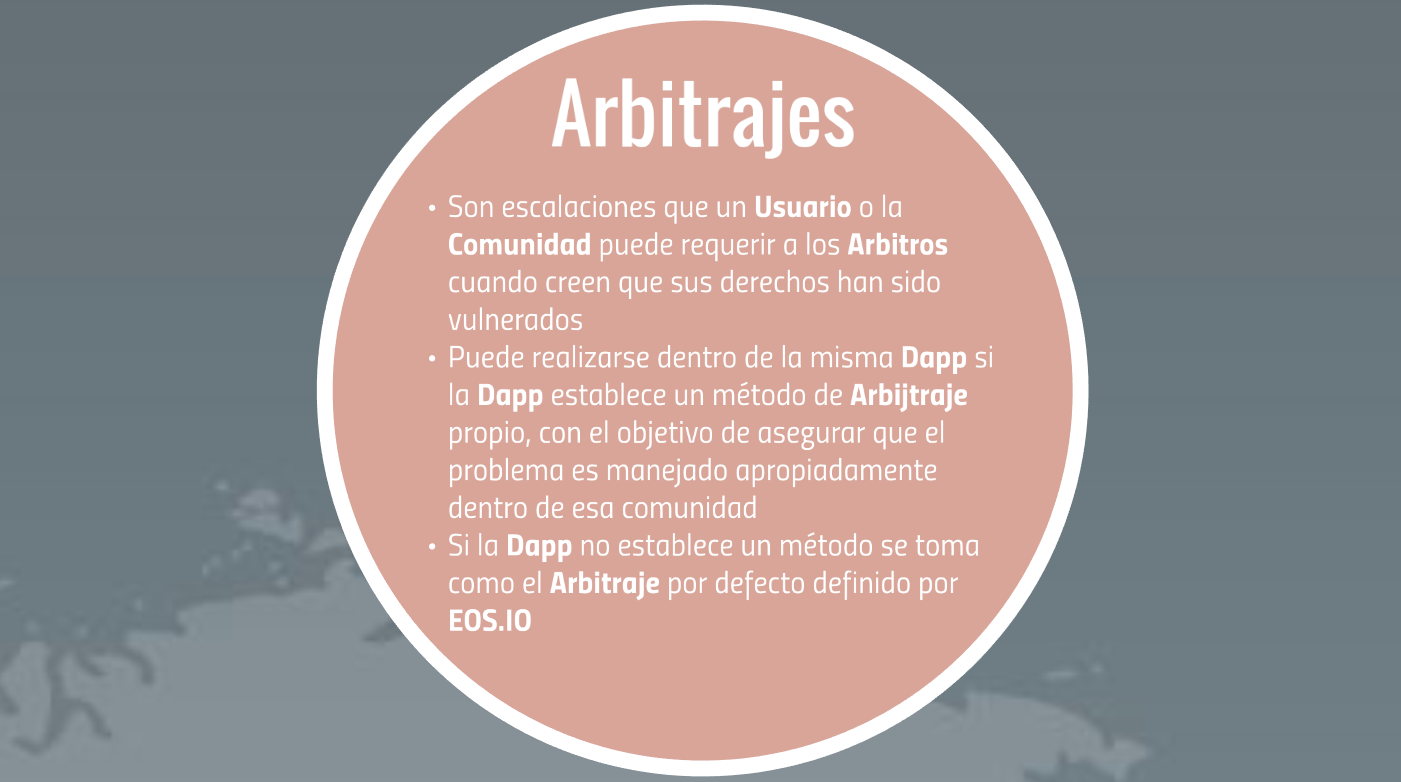 Arbitrajes
• Son escalaciones que un Usuario o la
Comunidad puede requerir a los Arbitros
cuando creen que sus derechos han sido
vulnerados
• Puede realizarse dentro de la misma Dapp si
la Dapp establece un método de Arbijtraje
propio, con el objetivo de asegurar que el
problema es manejado apropiadamente
dentro de esa comunidad
• Si la Dapp no establece un método se toma
como el Arbitraje por defecto definido por
EOS.IO